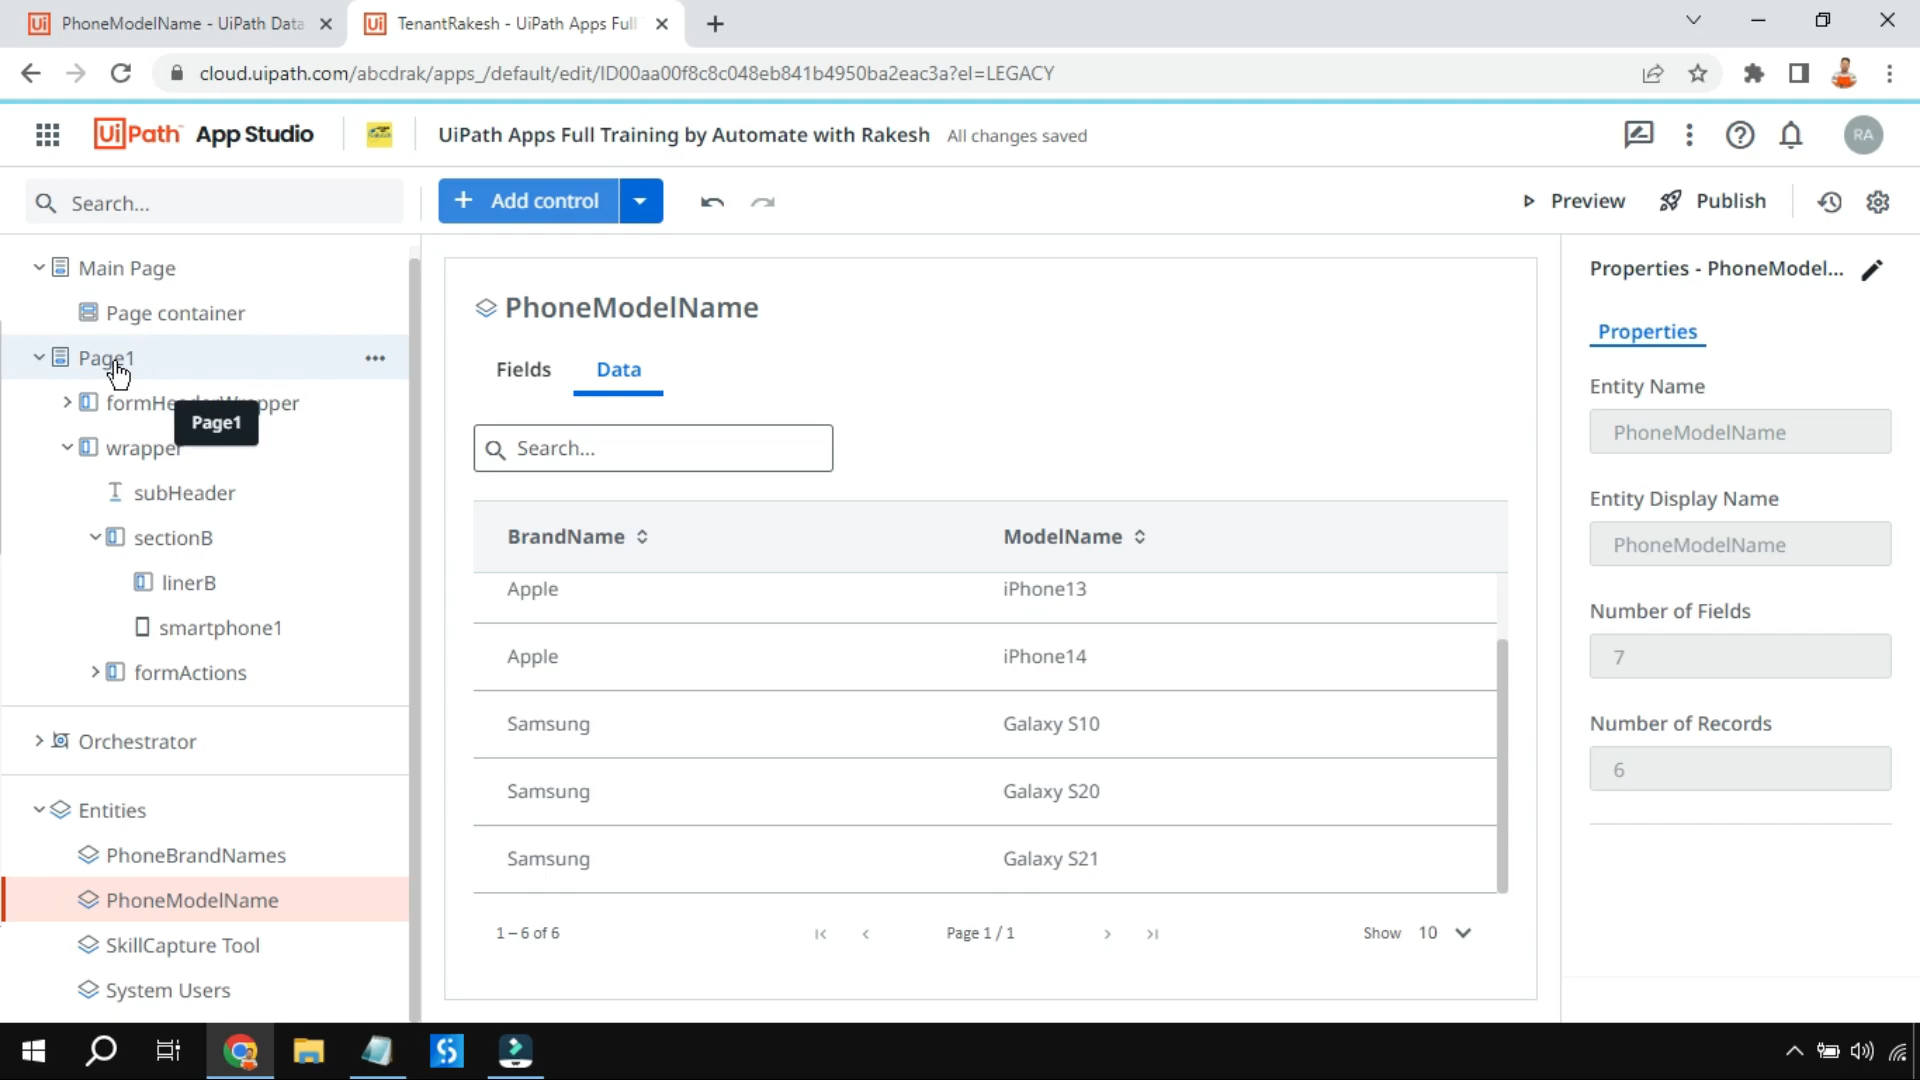 PhoneModelName - UiPath Data
TenantRakesh - UiPath Apps Full
cloud.uipath.com/abcdrak/apps_/default/edit/ID00aa00f8c8c048eb841b4950ba2eac3a?el=LEGACY
UiPath App Studio
UiPath Apps Full Training by Automate with Rakesh All changes saved
RA
Search...
Add control
Preview
Publish
Main Page
Page container
Page1
formHeaderWrapper
Page1
wrapper
subHeader
sectionB
linerB
smartphone1
formActions
Orchestrator
Entities
PhoneBrandNames
PhoneModelName
SkillCapture Tool
System Users
PhoneModelName
Fields Data
Search...
BrandName ModelName
Apple iPhone13
Apple iPhone14
Samsung Galaxy S10
Samsung Galaxy S20
Samsung Galaxy S21
1 – 6 of 6
Page 1 / 1
Show 10
Properties - PhoneModel...
Properties
Entity Name
PhoneModelName
Entity Display Name
PhoneModelName
Number of Fields
7
Number of Records
6